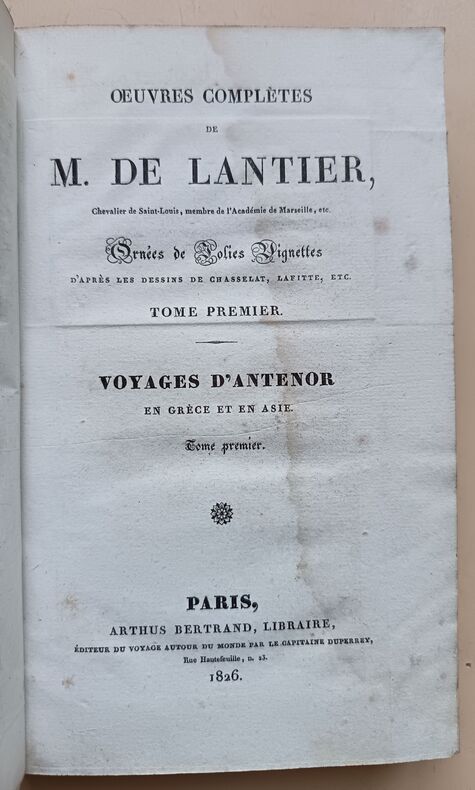 OEUVRES COMPLÈTES
DE
M. DE LANTIER,
Chevalier de Saint-Louis, membre de l'Académie de Marseille, etc.
Ornées de Jolies Vignettes
D'APRÈS LES DESSINS DE CHASSELAT, LAFITTE, ETC.
TOME PREMIER.
VOYAGES D'ANTENOR
EN GRÈCE ET EN ASIE.
Tome premier.
PARIS,
ARTHUS BERTRAND, LIBRAIRE,
ÉDITEUR DU VOYAGE AUTOUR DU MONDE PAR LE CAPITAINE DUPERREY,
Rue Hautefeuille, n. 23.
1826.